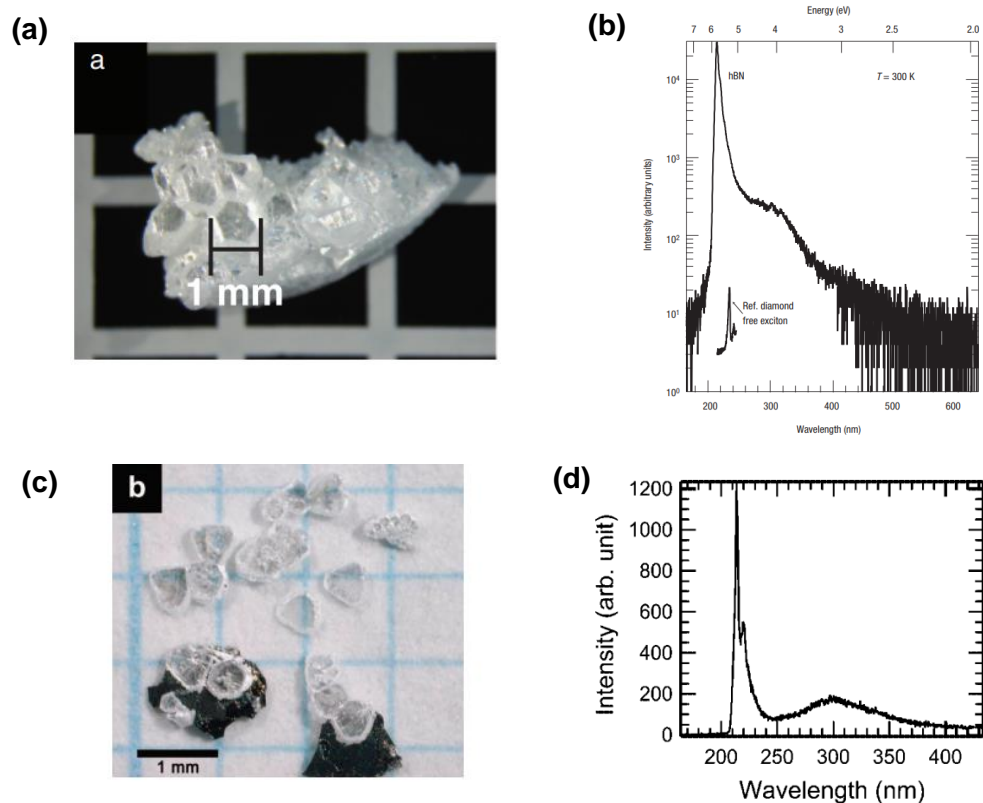 (a)
a
1 mm
(b)
Energy (eV)
7 6 5 4 3 2.5 2.0
hBN
T = 300 K
Intensity (arbitrary units)
10⁴
10³
10²
10¹
10⁰
Ref. diamond
free exciton
200 300 400 500 600
Wavelength (nm)
(c)
b
1 mm
(d)
Intensity (arb. unit)
1200
1000
800
600
400
200
0
200 250 300 350 400
Wavelength (nm)